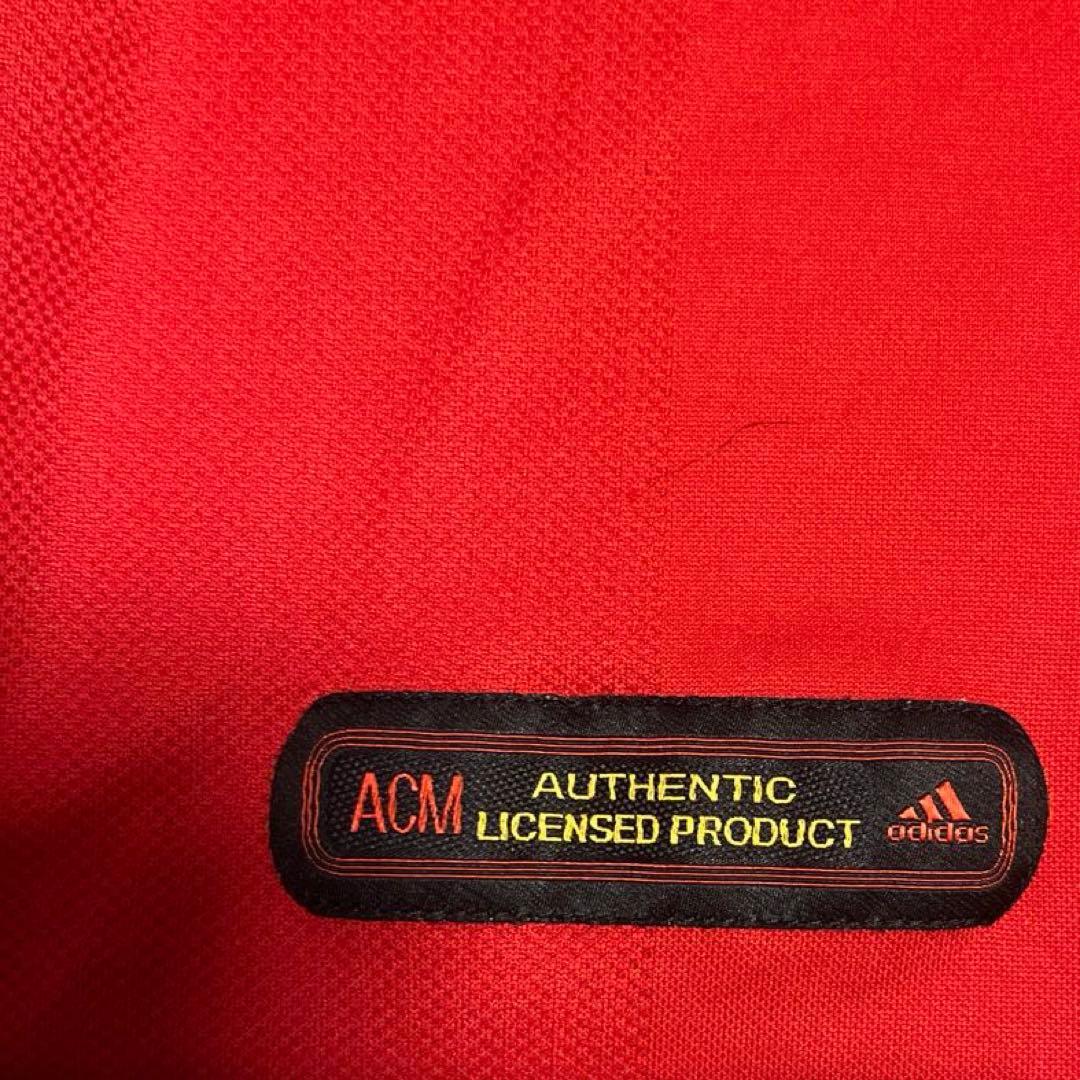 ACM
AUTHENTIC
LICENSED PRODUCT
adidas